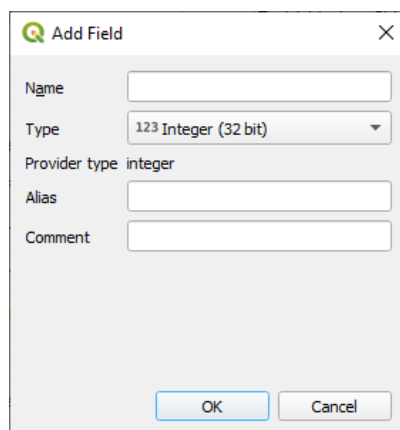 Add Field
Name
Type 123 Integer (32 bit)
Provider type integer
Alias
Comment
OK Cancel